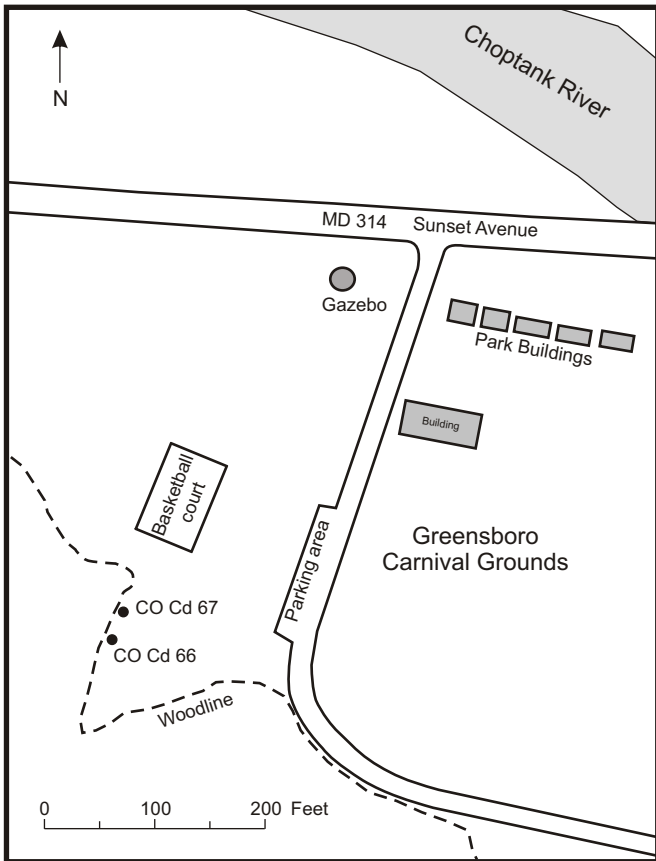 Choptank River
N
MD 314 Sunset Avenue
Gazebo
Park Buildings
Building
Basketball
court
Parking area
Greensboro
Carnival Grounds
CO Cd 67
CO Cd 66
Woodline
0 100 200 Feet